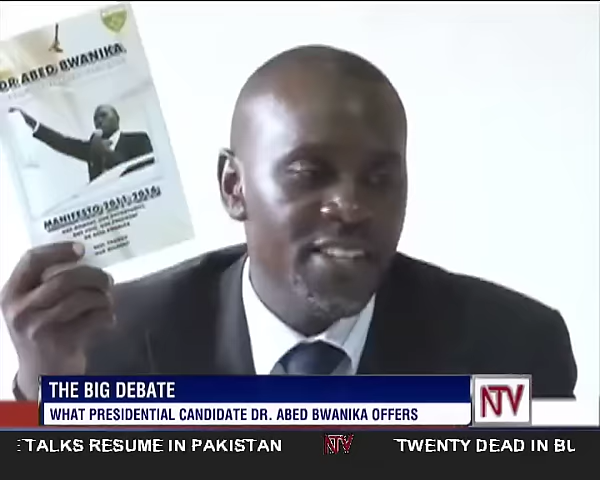 DR ABED BWANIKA
MANIFESTO 2011-2016
THE BIG DEBATE
WHAT PRESIDENTIAL CANDIDATE DR. ABED BWANIKA OFFERS
NTV
TALKS RESUME IN PAKISTAN NTV TWENTY DEAD IN BU